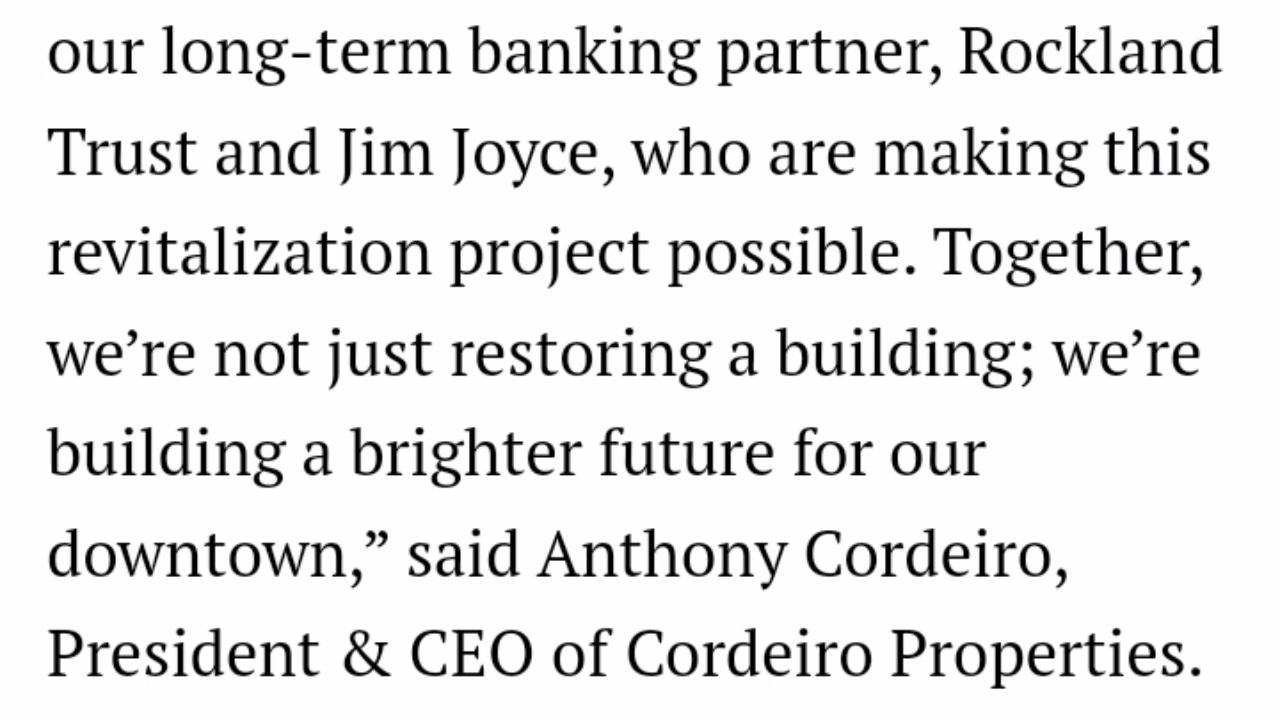 our long-term banking partner, Rockland
Trust and Jim Joyce, who are making this
revitalization project possible. Together,
we’re not just restoring a building; we’re
building a brighter future for our
downtown,” said Anthony Cordeiro,
President & CEO of Cordeiro Properties.